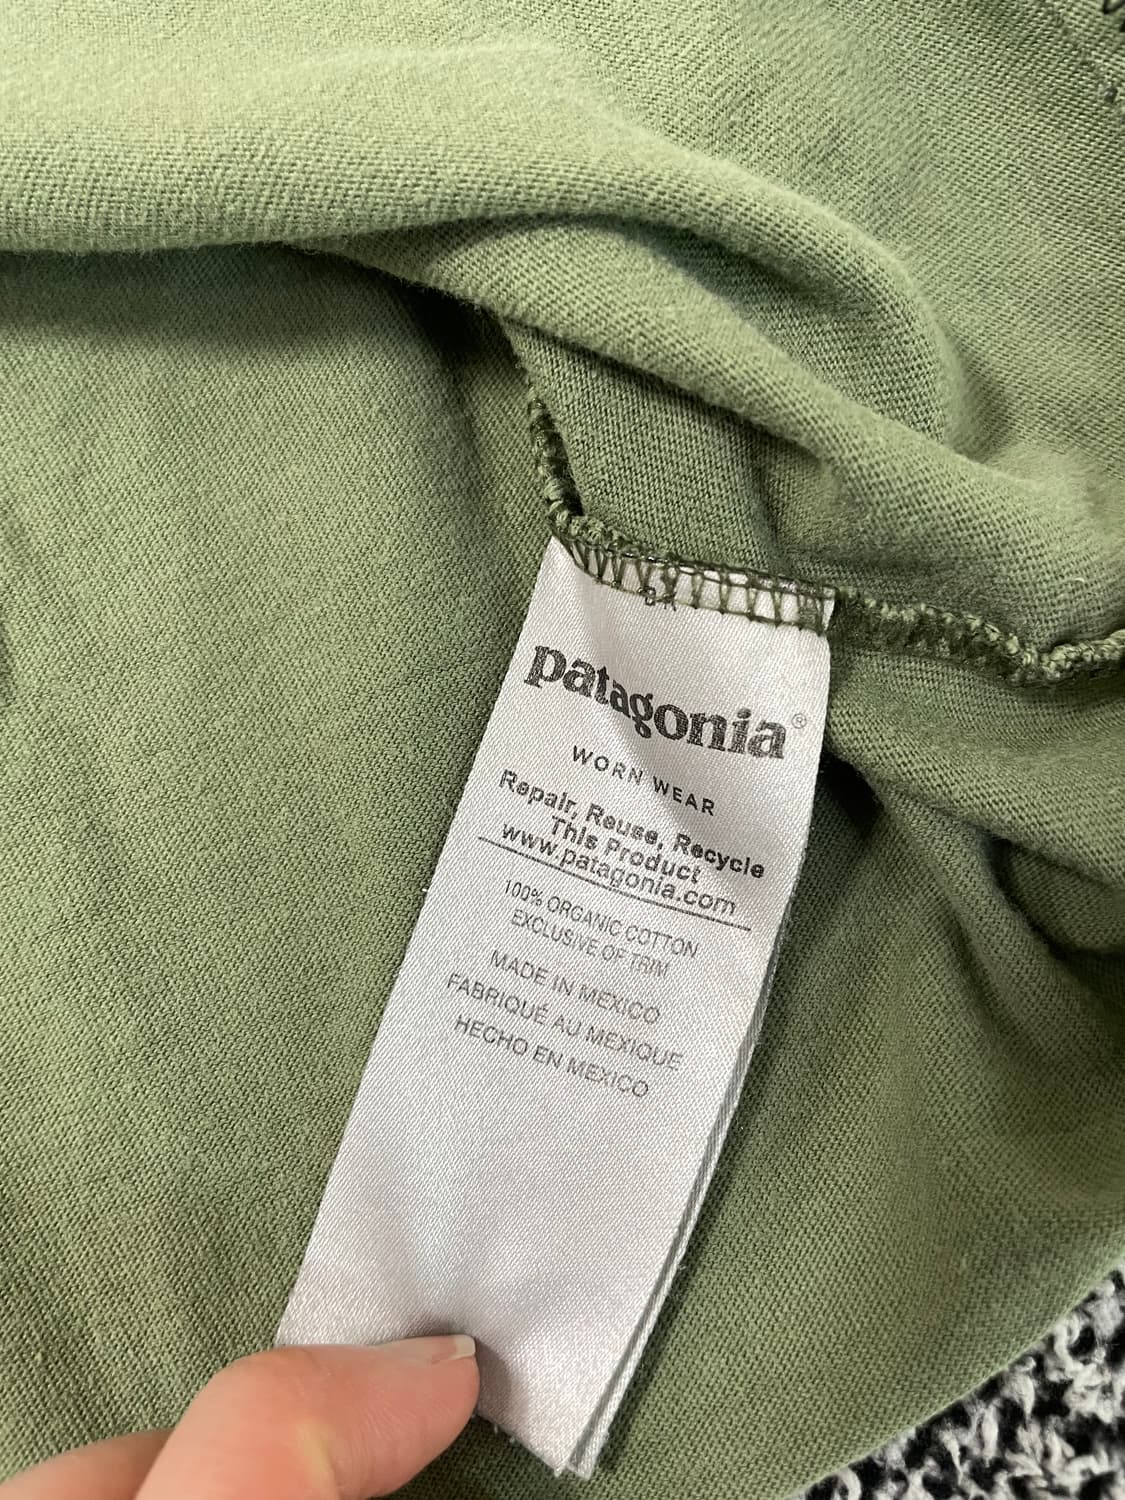 patagonia®
WORN WEAR
Repair, Reuse, Recycle
This Product
www.patagonia.com
100% ORGANIC COTTON
EXCLUSIVE OF TRIM
MADE IN MEXICO
FABRIQUÉ AU MEXIQUE
HECHO EN MEXICO